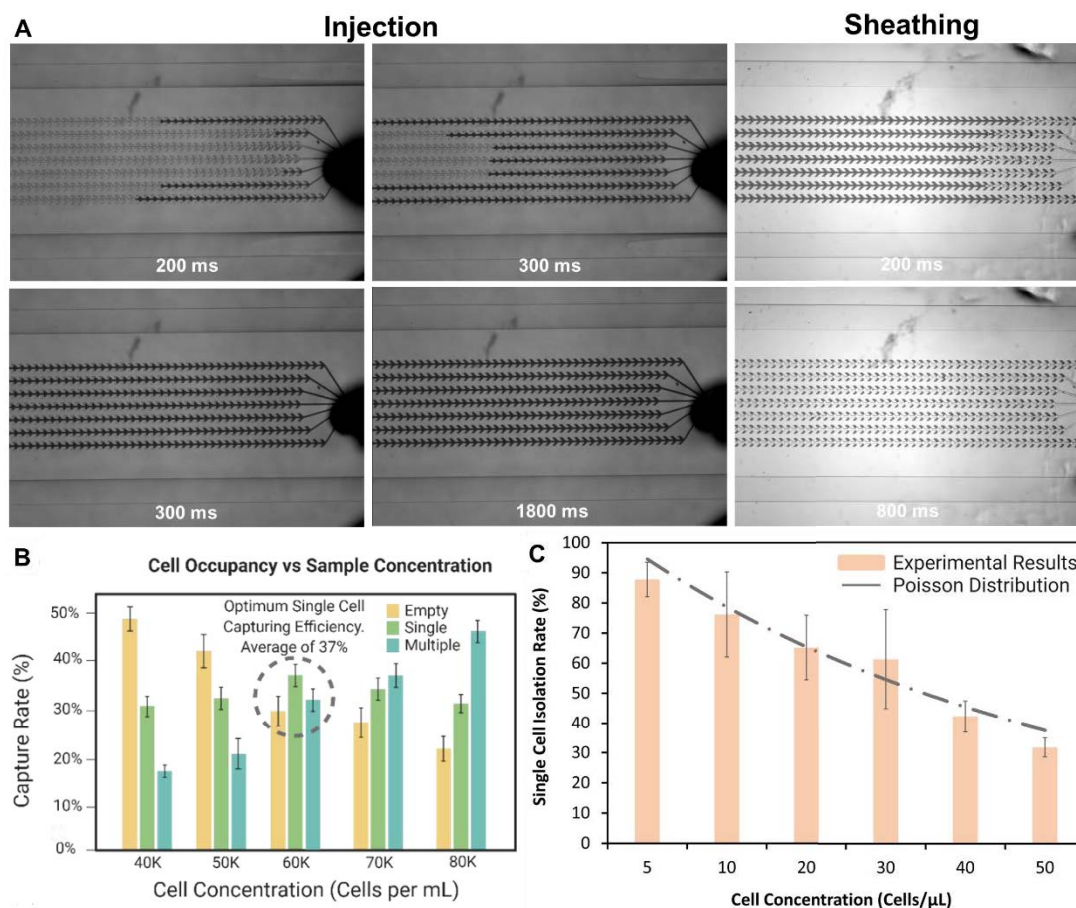 A
Injection
Sheathing
200 ms
300 ms
200 ms
300 ms
1800 ms
800 ms
B
Cell Occupancy vs Sample Concentration
Optimum Single Cell
Capturing Efficiency.
Average of 37%
Empty
Single
Multiple
Capture Rate (%)
50%
40%
30%
20%
10%
0%
40K
50K
60K
70K
80K
Cell Concentration (Cells per mL)
C
Experimental Results
Poisson Distribution
Single Cell Isolation Rate (%)
100
90
80
70
60
50
40
30
20
10
0
5
10
20
30
40
50
Cell Concentration (Cells/µL)